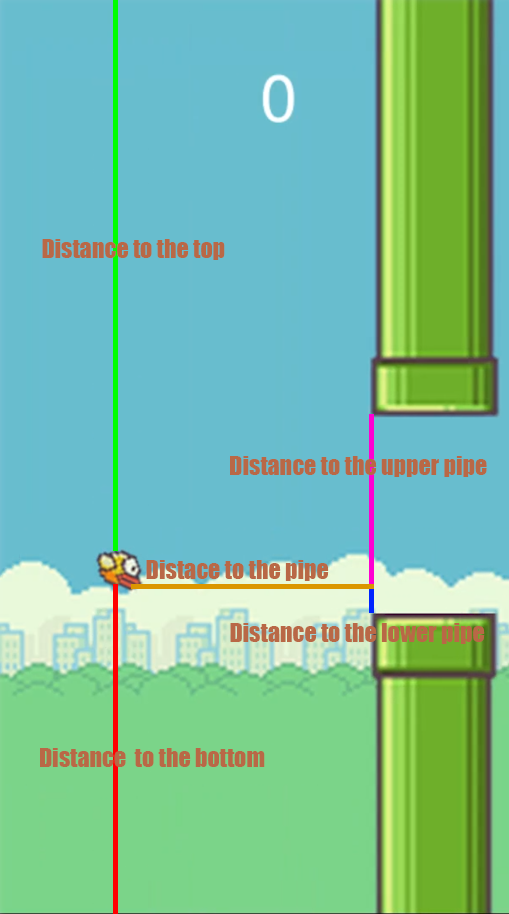 0
Distance to the top
Distance to the upper pipe
Distace to the pipe
Distance to the lower pipe
Distance to the bottom